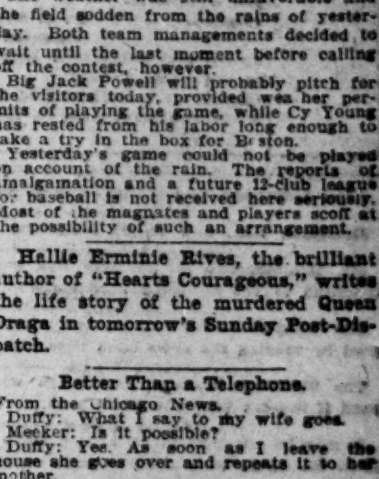 the field sodden from the rains of yester-
day. Both team managements decided to
wait until the last moment before calling
off the contest, however.
Big Jack Powell will probably pitch for
the visitors today, provided wea her per-
mits of playing the game, while Cy Young
has rested from his labor long enough to
take a try in the box for Boston.
Yesterday's game could not be played
on account of the rain. The reports of
amalgamation and a future 12-club league
for baseball is not received here seriously.
Most of the magnates and players scoff at
the possibility of such an arrangement.
Hallie Erminie Rives, the brilliant
author of "Hearts Courageous," writes
the life story of the murdered Queen
Draga in tomorrow's Sunday Post-Dis-
patch.
Better Than a Telephone.
From the Chicago News.
Duffy: What I say to my wife goes.
Meeker: Is it possible?
Duffy: Yes. As soon as I leave the
house she goes over and repeats it to her
mother.